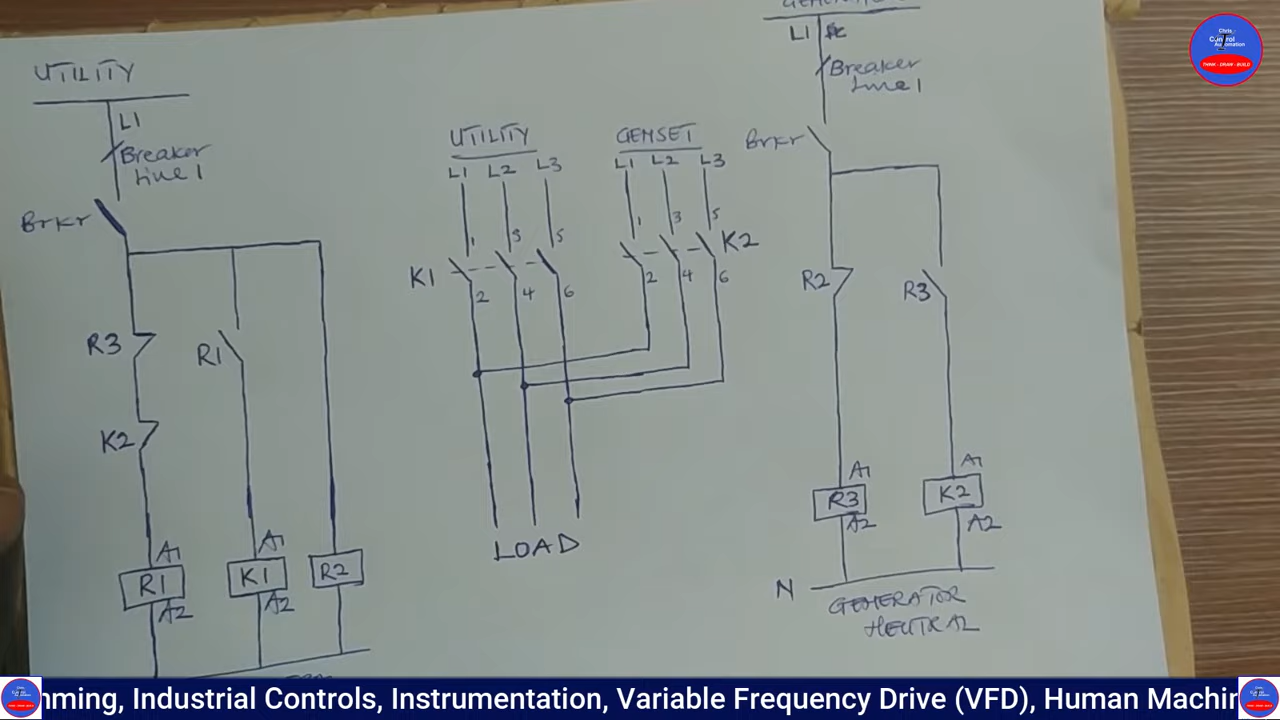 UTILITY
L1
Breaker
Line 1
Brkr
R3
R1
K2
A1
A1
R1
K1
R2
A2
A2
UTILITY
GENSET
L1 L2 L3
L1 L2 L3
1 3 5
1 3 5
K1
K2
2 4 6
2 4 6
LOAD
L1
Breaker
Line 1
Brkr
R2
R3
A1
A1
R3
K2
A2
A2
N
GENERATOR
NEUTRAL
Chris
Control
Automation
THINK - DRAW - BUILD
mming, Industrial Controls, Instrumentation, Variable Frequency Drive (VFD), Human Machin